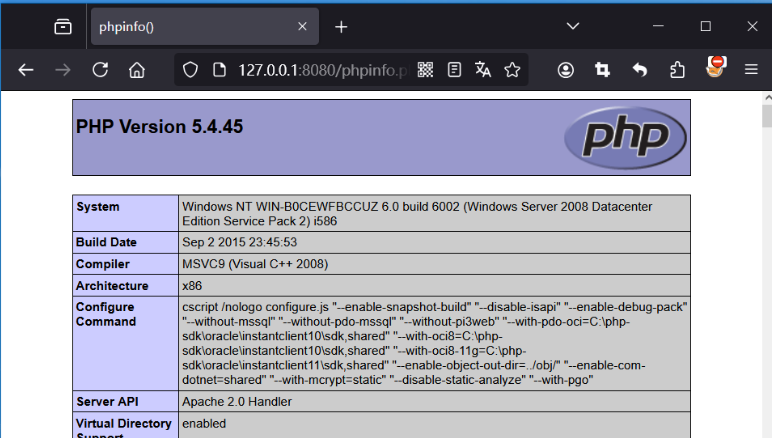 phpinfo()
127.0.0.1:8080/phpinfo.p
PHP Version 5.4.45
php
System
Windows NT WIN-B0CEWFBCCUZ 6.0 build 6002 (Windows Server 2008 Datacenter
Edition Service Pack 2) i586
Build Date
Sep 2 2015 23:45:53
Compiler
MSVC9 (Visual C++ 2008)
Architecture
x86
Configure
Command
cscript /nologo configure.js "--enable-snapshot-build" "--disable-isapi" "--enable-debug-pack"
"--without-mssql" "--without-pdo-mssql" "--without-pi3web" "--with-pdo-oci=C:\php-
sdk\oracle\instantclient10\sdk,shared" "--with-oci8=C:\php-
sdk\oracle\instantclient10\sdk,shared" "--with-oci8-11g=C:\php-
sdk\oracle\instantclient11\sdk,shared" "--enable-object-out-dir=../obj/" "--enable-com-
dotnet=shared" "--with-mcrypt=static" "--disable-static-analyze" "--with-pgo"
Server API
Apache 2.0 Handler
Virtual Directory
Support
enabled